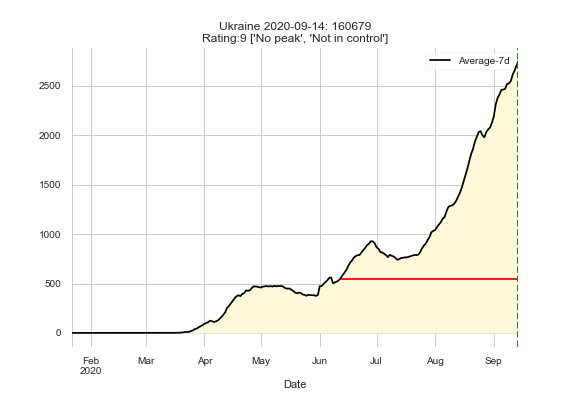 Ukraine 2020-09-14: 160679
Rating:9 ['No peak', 'Not in control']
Average-7d
2500
2000
1500
1000
500
0
Feb Mar Apr May Jun Jul Aug Sep
2020
Date